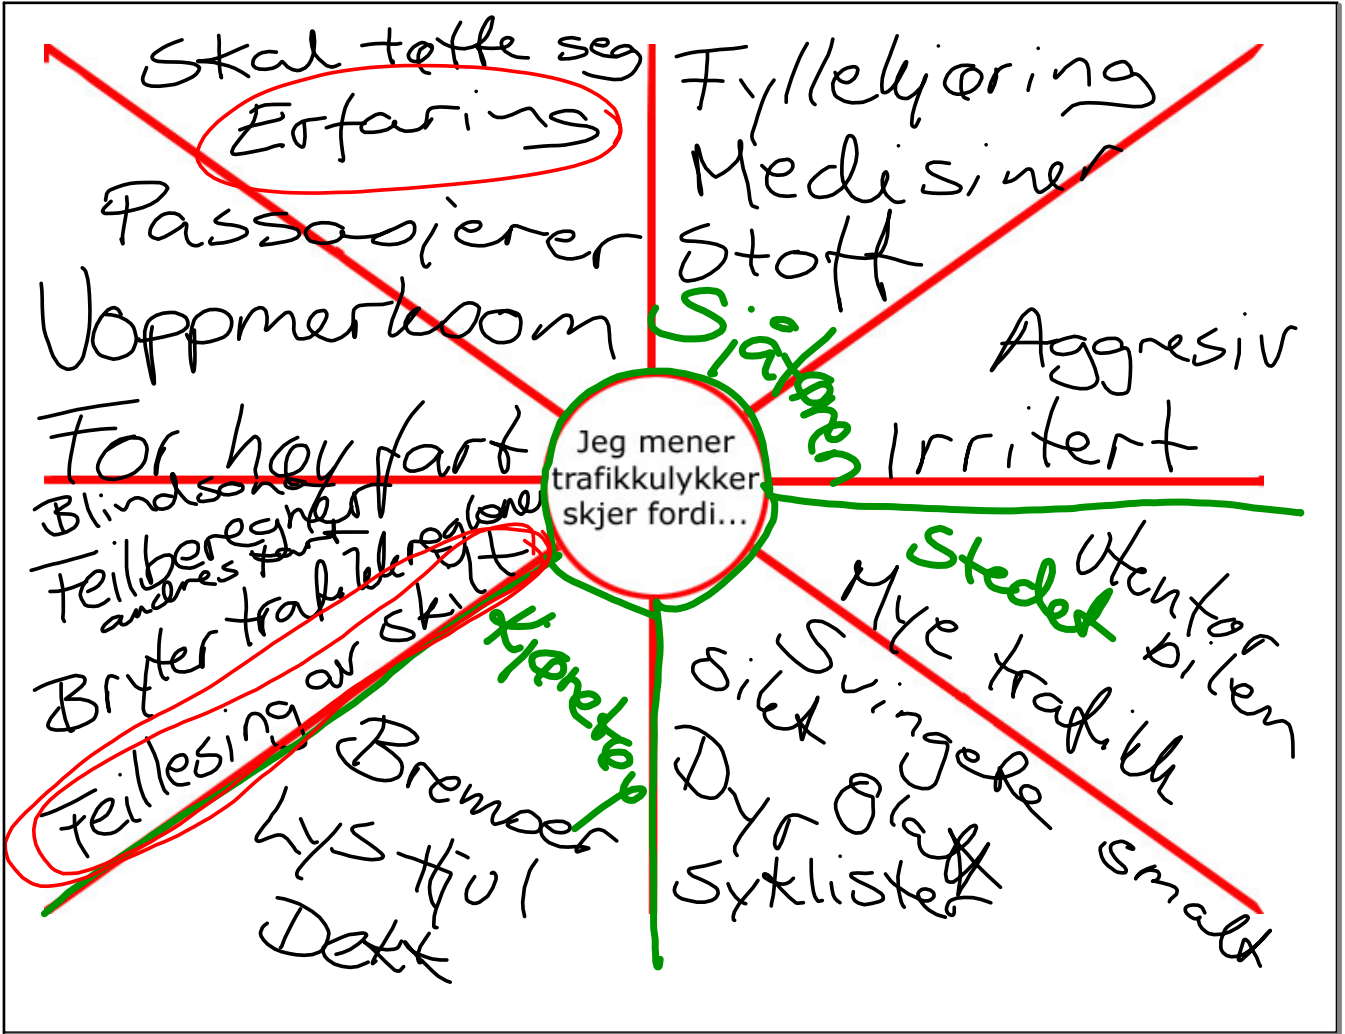 Skal tøffe seg
Erfaring
Passasjerer
Uoppmerksom
For høy fart
Blindsoner
Feilberegner
andres fart
Bryter trafikkreglene
Feillesing av skilt
Fyllekjøring
Medisiner
Stoff
Sjåføren
Aggresiv
Irritert
Jeg mener
trafikkulykker
skjer fordi...
Stedet
Utenfor
bilen
Mye trafikk
Svingete
smalt
Sikt
Glatt
Dyr
Syklister
Kjøretøy
Bremser
Lys Hjul
Dekk